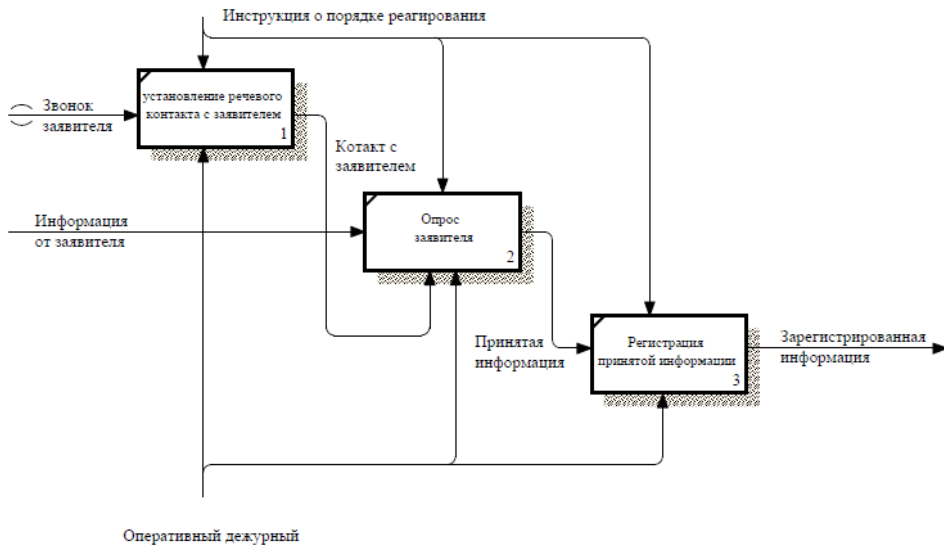 Инструкция о порядке реагирования
установление речевого
контакта с заявителем
1
Звонок
заявителя
Котакт с
заявителем
Информация
от заявителя
Опрос
заявителя
2
Принятая
информация
Регистрация
принятой информации
3
Зарегистрированная
информация
Оперативный дежурный